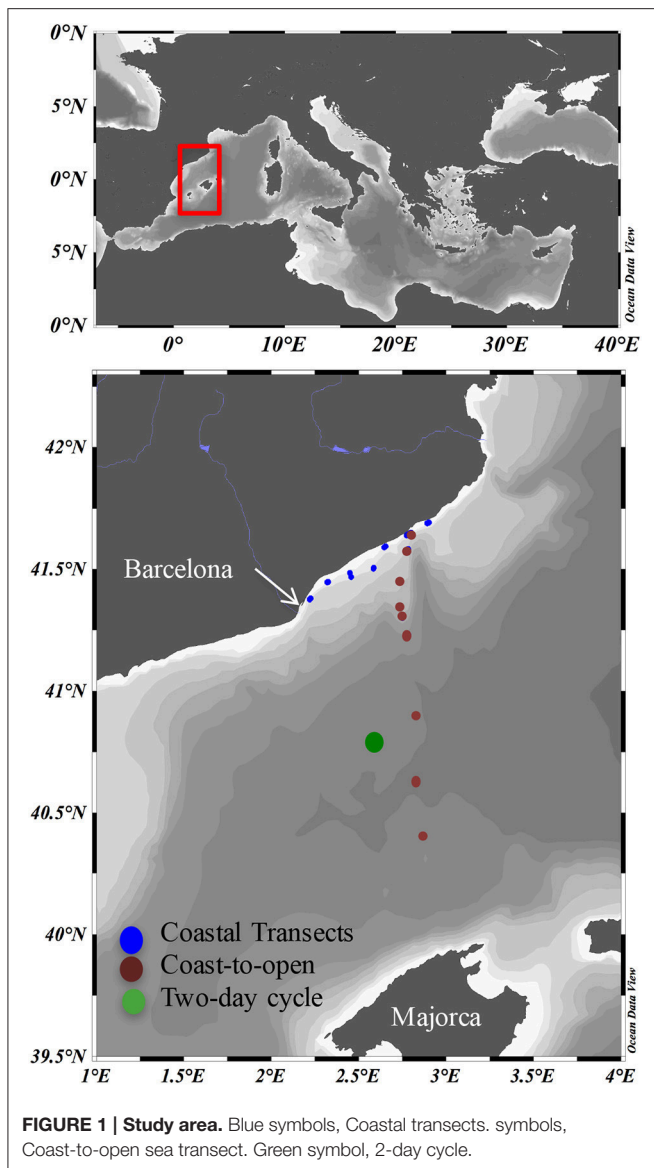 0°N
5°N
0°N
5°N
0°N
0°E 10°E 20°E 30°E 40°E
Ocean Data View
42°N
41.5°N
41°N
40.5°N
40°N
39.5°N
Barcelona
Coastal Transects
Coast-to-open
Two-day cycle
Majorca
1°E 1.5°E 2°E 2.5°E 3°E 3.5°E 4°E
Ocean Data View
FIGURE 1 | Study area. Blue symbols, Coastal transects. symbols,
Coast-to-open sea transect. Green symbol, 2-day cycle.